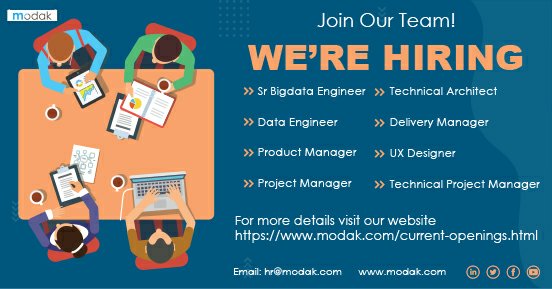 modak
Join Our Team!
WE'RE HIRING
Sr Bigdata Engineer
Technical Architect
Data Engineer
Delivery Manager
Product Manager
UX Designer
Project Manager
Technical Project Manager
For more details visit our website
https://www.modak.com/current-openings.html
Email: hr@modak.com www.modak.com